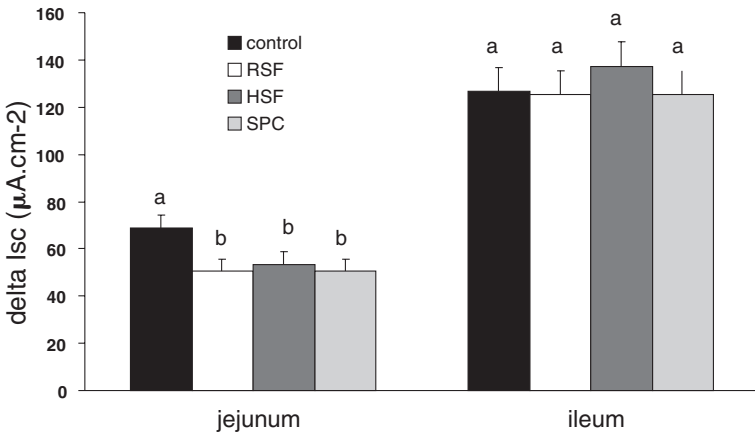 delta Isc (µA.cm-2)
160
140
120
100
80
60
40
20
0
control
RSF
HSF
SPC
a
b
b
b
a
a
a
a
jejunum
ileum